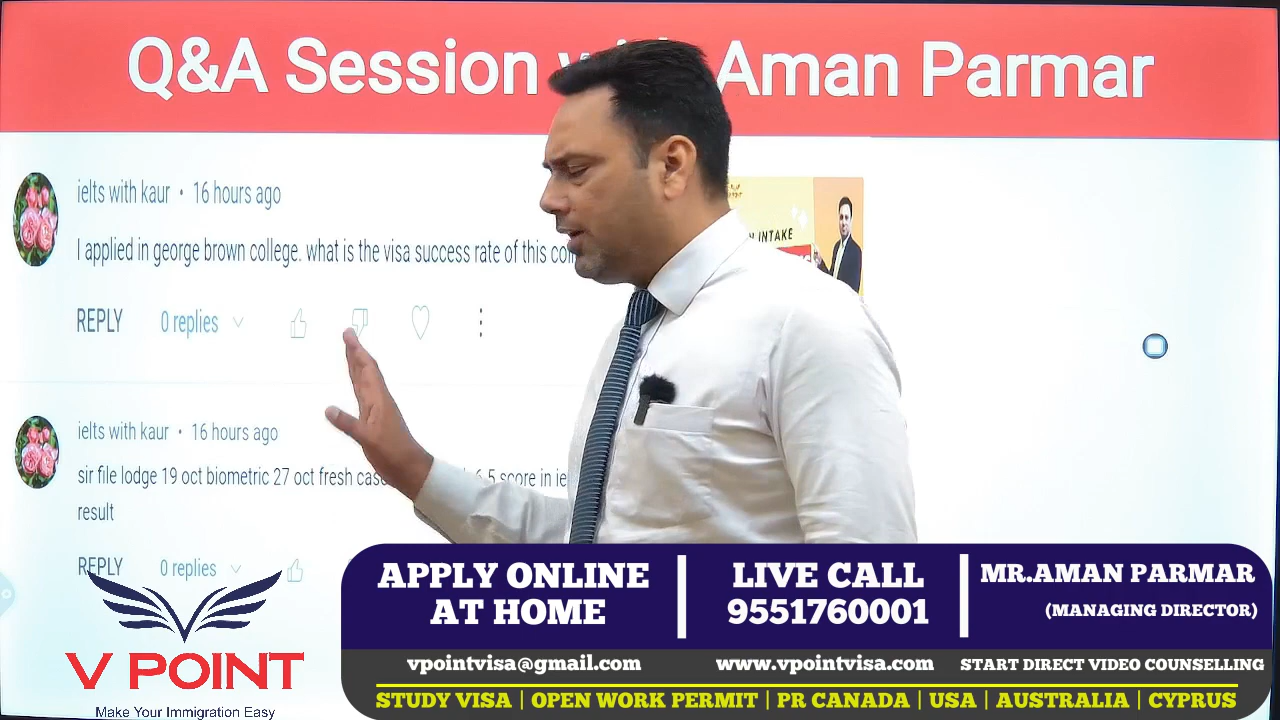 Q&A Session Aman Parmar
ielts with kaur • 16 hours ago
I applied in george brown college. what is the visa success rate of this
INTAKE
REPLY 0 replies
ielts with kaur • 16 hours ago
sir file lodge 19 oct biometric 27 oct fresh 6.5 score in
result
REPLY 0 replies
V POINT
Make Your Immigration Easy
APPLY ONLINE
AT HOME
LIVE CALL
9551760001
MR.AMAN PARMAR
(MANAGING DIRECTOR)
vpointvisa@gmail.com www.vpointvisa.com START DIRECT VIDEO COUNSELLING
STUDY VISA | OPEN WORK PERMIT | PR CANADA | USA | AUSTRALIA | CYPRUS